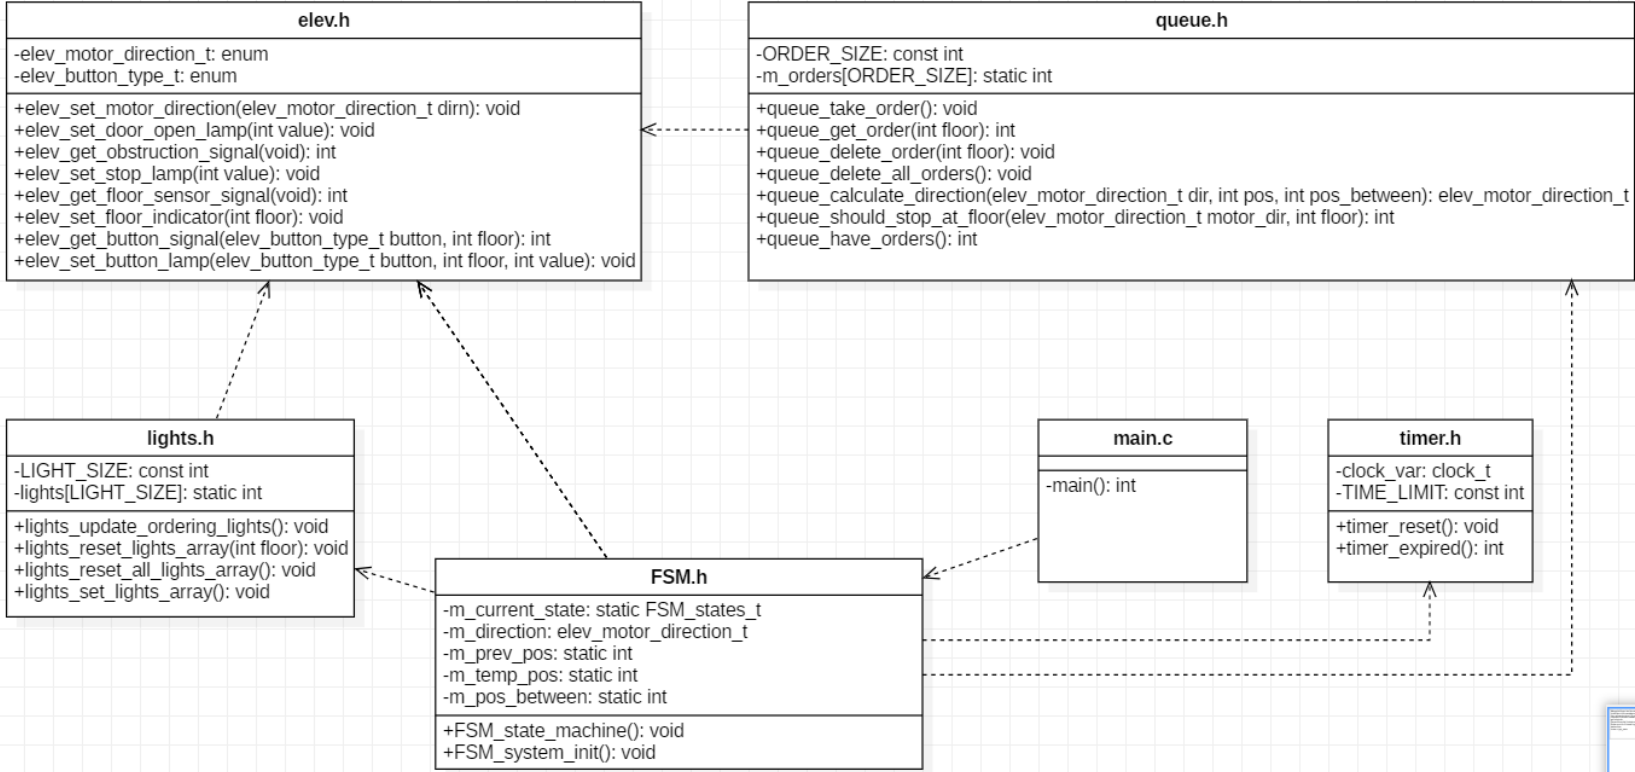 elev.h
-elev_motor_direction_t: enum
-elev_button_type_t: enum
+elev_set_motor_direction(elev_motor_direction_t dirn): void
+elev_set_door_open_lamp(int value): void
+elev_get_obstruction_signal(void): int
+elev_set_stop_lamp(int value): void
+elev_get_floor_sensor_signal(void): int
+elev_set_floor_indicator(int floor): void
+elev_get_button_signal(elev_button_type_t button, int floor): int
+elev_set_button_lamp(elev_button_type_t button, int floor, int value): void
queue.h
-ORDER_SIZE: const int
-m_orders[ORDER_SIZE]: static int
+queue_take_order(): void
+queue_get_order(int floor): int
+queue_delete_order(int floor): void
+queue_delete_all_orders(): void
+queue_calculate_direction(elev_motor_direction_t dir, int pos, int pos_between): elev_motor_direction_t
+queue_should_stop_at_floor(elev_motor_direction_t motor_dir, int floor): int
+queue_have_orders(): int
lights.h
-LIGHT_SIZE: const int
-lights[LIGHT_SIZE]: static int
+lights_update_ordering_lights(): void
+lights_reset_lights_array(int floor): void
+lights_reset_all_lights_array(): void
+lights_set_lights_array(): void
main.c
-main(): int
timer.h
-clock_var: clock_t
-TIME_LIMIT: const int
+timer_reset(): void
+timer_expired(): int
FSM.h
-m_current_state: static FSM_states_t
-m_direction: elev_motor_direction_t
-m_prev_pos: static int
-m_temp_pos: static int
-m_pos_between: static int
+FSM_state_machine(): void
+FSM_system_init(): void